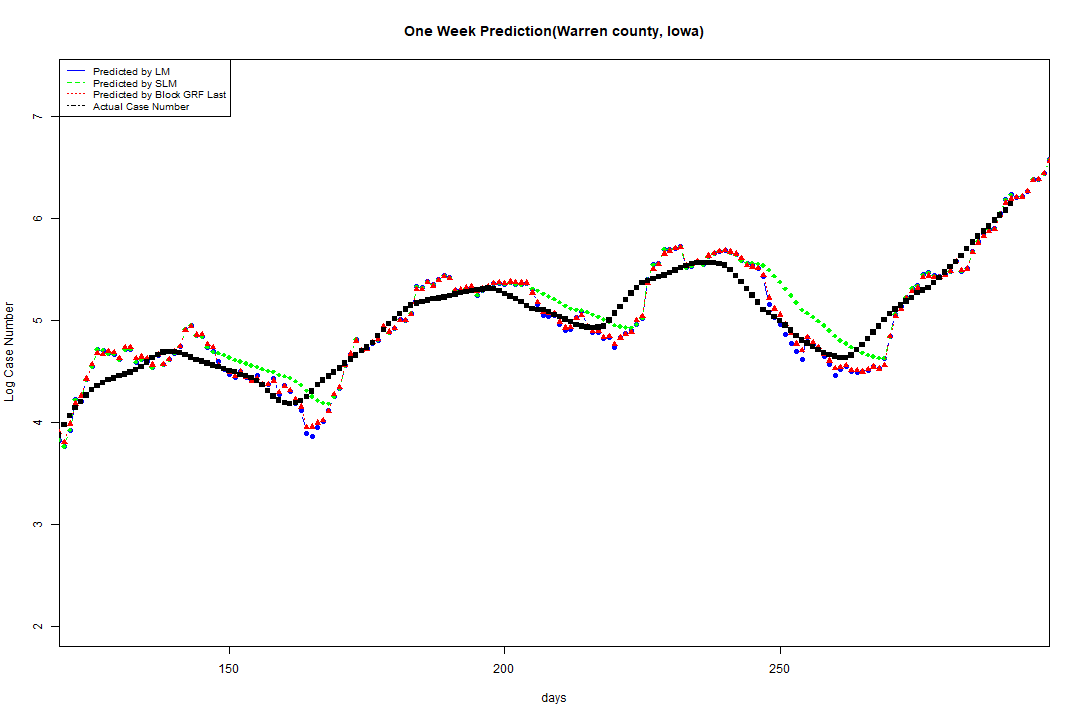 One Week Prediction(Warren county, Iowa)
Predicted by LM
Predicted by SLM
Predicted by Block GRF Last
Actual Case Number
7
6
5
4
3
2
Log Case Number
150
200
250
days